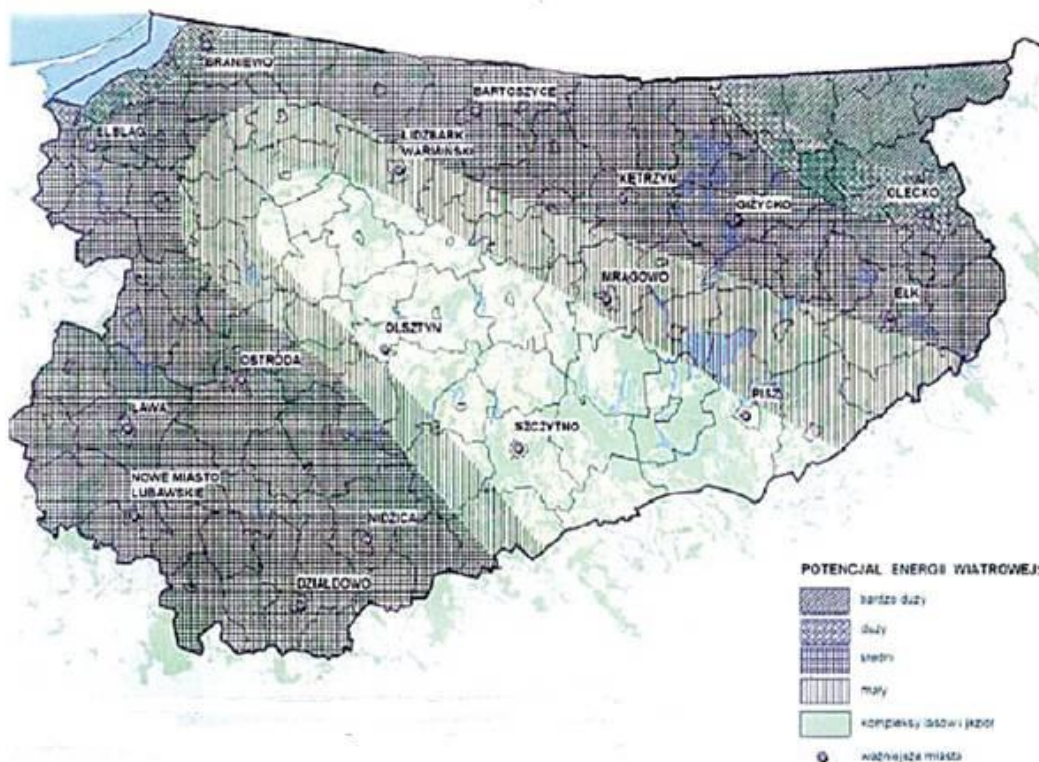 BRANIEWO
BARTOSZYCE
ELBLĄG
LIDZBARK
WARMIŃSKI
KĘTRZYN
GIŻYCKO
OLECKO
MRĄGOWO
EŁK
OLSZTYN
OSTRÓDA
PISZ
IŁAWA
SZCZYTNO
NOWE MIASTO
LUBAWSKIE
NIDZICA
DZIAŁDOWO
POTENCJAŁ ENERGII WIATROWEJ:
bardzo duży
duży
średni
mały
kompleksy lasów i jezior
ważniejsze miasta